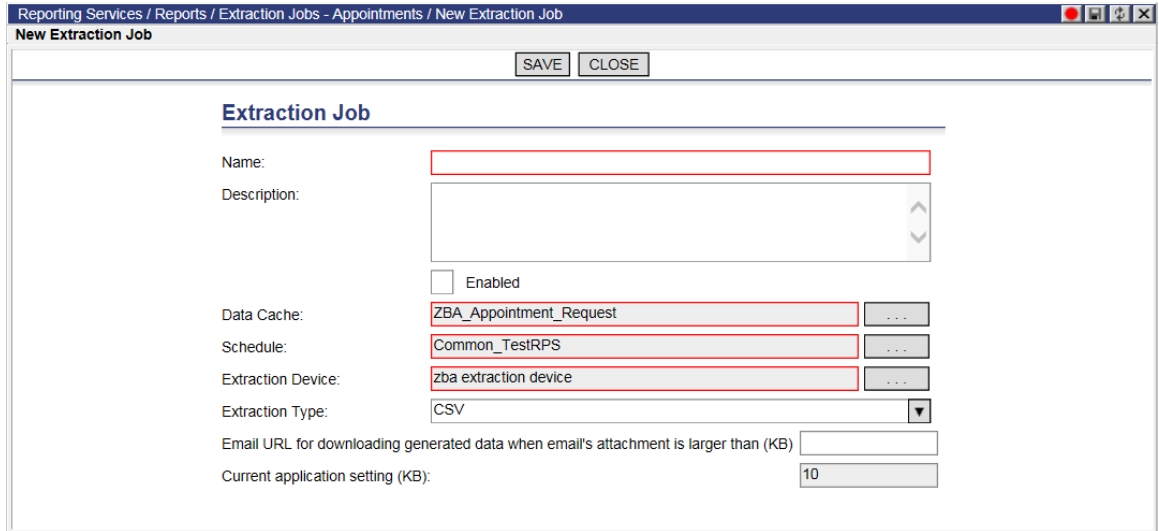 Reporting Services / Reports / Extraction Jobs - Appointments / New Extraction Job
New Extraction Job
SAVE CLOSE
Extraction Job
Name:
Description:
Enabled
Data Cache: ZBA_Appointment_Request ...
Schedule: Common_TestRPS ...
Extraction Device: zba extraction device ...
Extraction Type: CSV
Email URL for downloading generated data when email's attachment is larger than (KB)
Current application setting (KB): 10